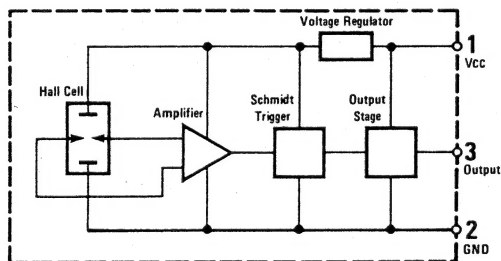 Voltage Regulator
1
Vcc
Hall Cell
Amplifier
Schmidt
Trigger
Output
Stage
3
Output
2
GND